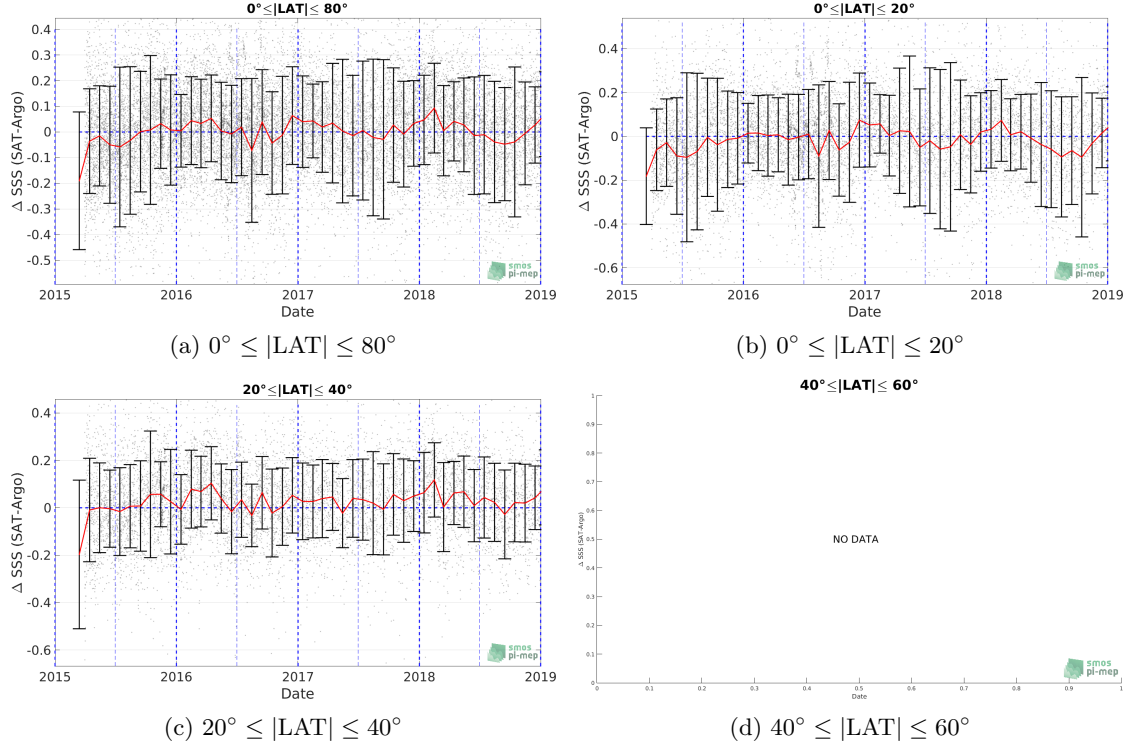 0°≤|LAT|≤ 80°
Δ SSS (SAT-Argo)
0.4
0.3
0.2
0.1
0
-0.1
-0.2
-0.3
-0.4
-0.5
2015 2016 2017 2018 2019
Date
smos
pi-mep
(a) 0° ≤ |LAT| ≤ 80°
0°≤|LAT|≤ 20°
Δ SSS (SAT-Argo)
0.4
0.2
0
-0.2
-0.4
-0.6
2015 2016 2017 2018 2019
Date
smos
pi-mep
(b) 0° ≤ |LAT| ≤ 20°
20°≤|LAT|≤ 40°
Δ SSS (SAT-Argo)
0.4
0.2
0
-0.2
-0.4
-0.6
2015 2016 2017 2018 2019
Date
smos
pi-mep
(c) 20° ≤ |LAT| ≤ 40°
40°≤|LAT|≤ 60°
Δ SSS (SAT-Argo)
1
0.9
0.8
0.7
0.6
0.5
0.4
0.3
0.2
0.1
0
NO DATA
0 0.1 0.2 0.3 0.4 0.5 0.6 0.7 0.8 0.9 1
Date
smos
pi-mep
(d) 40° ≤ |LAT| ≤ 60°